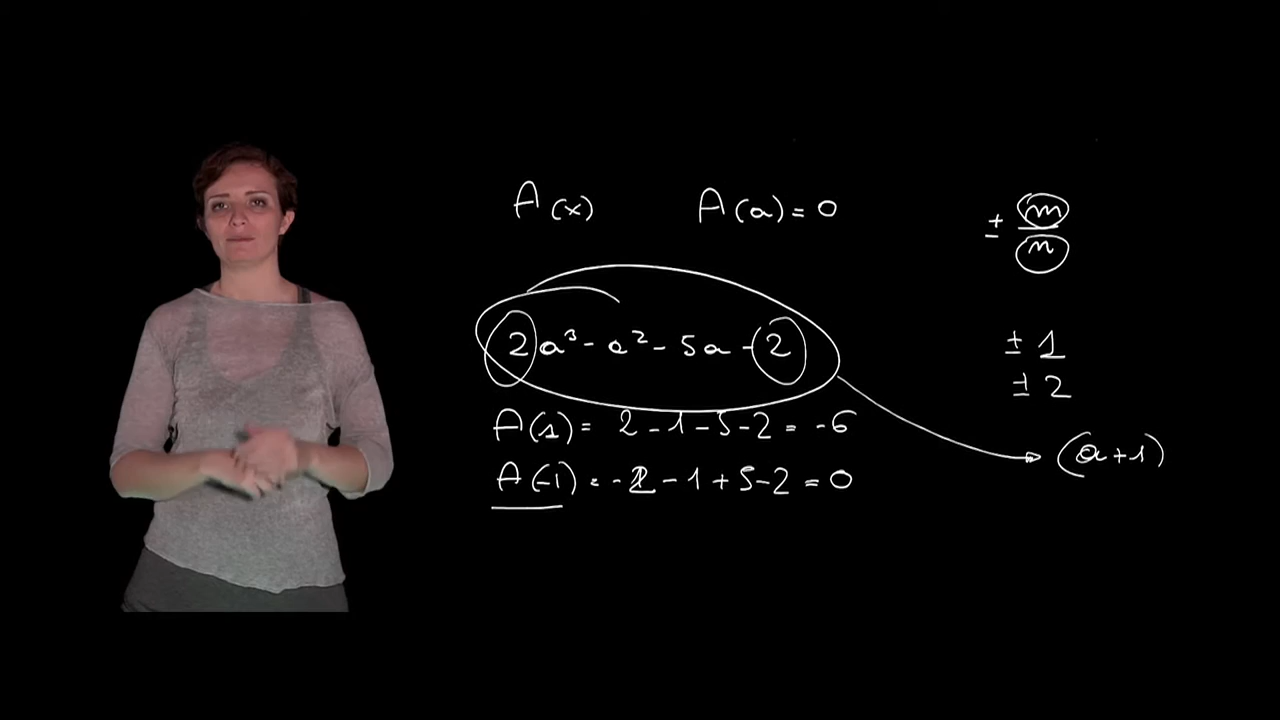 A(x) A(a)=0 ± m/n
2a³-a²-5a-2 ± 1
± 2
A(1)= 2-1-5-2=-6
(a+1)
A(-1)=-2-1+5-2=0